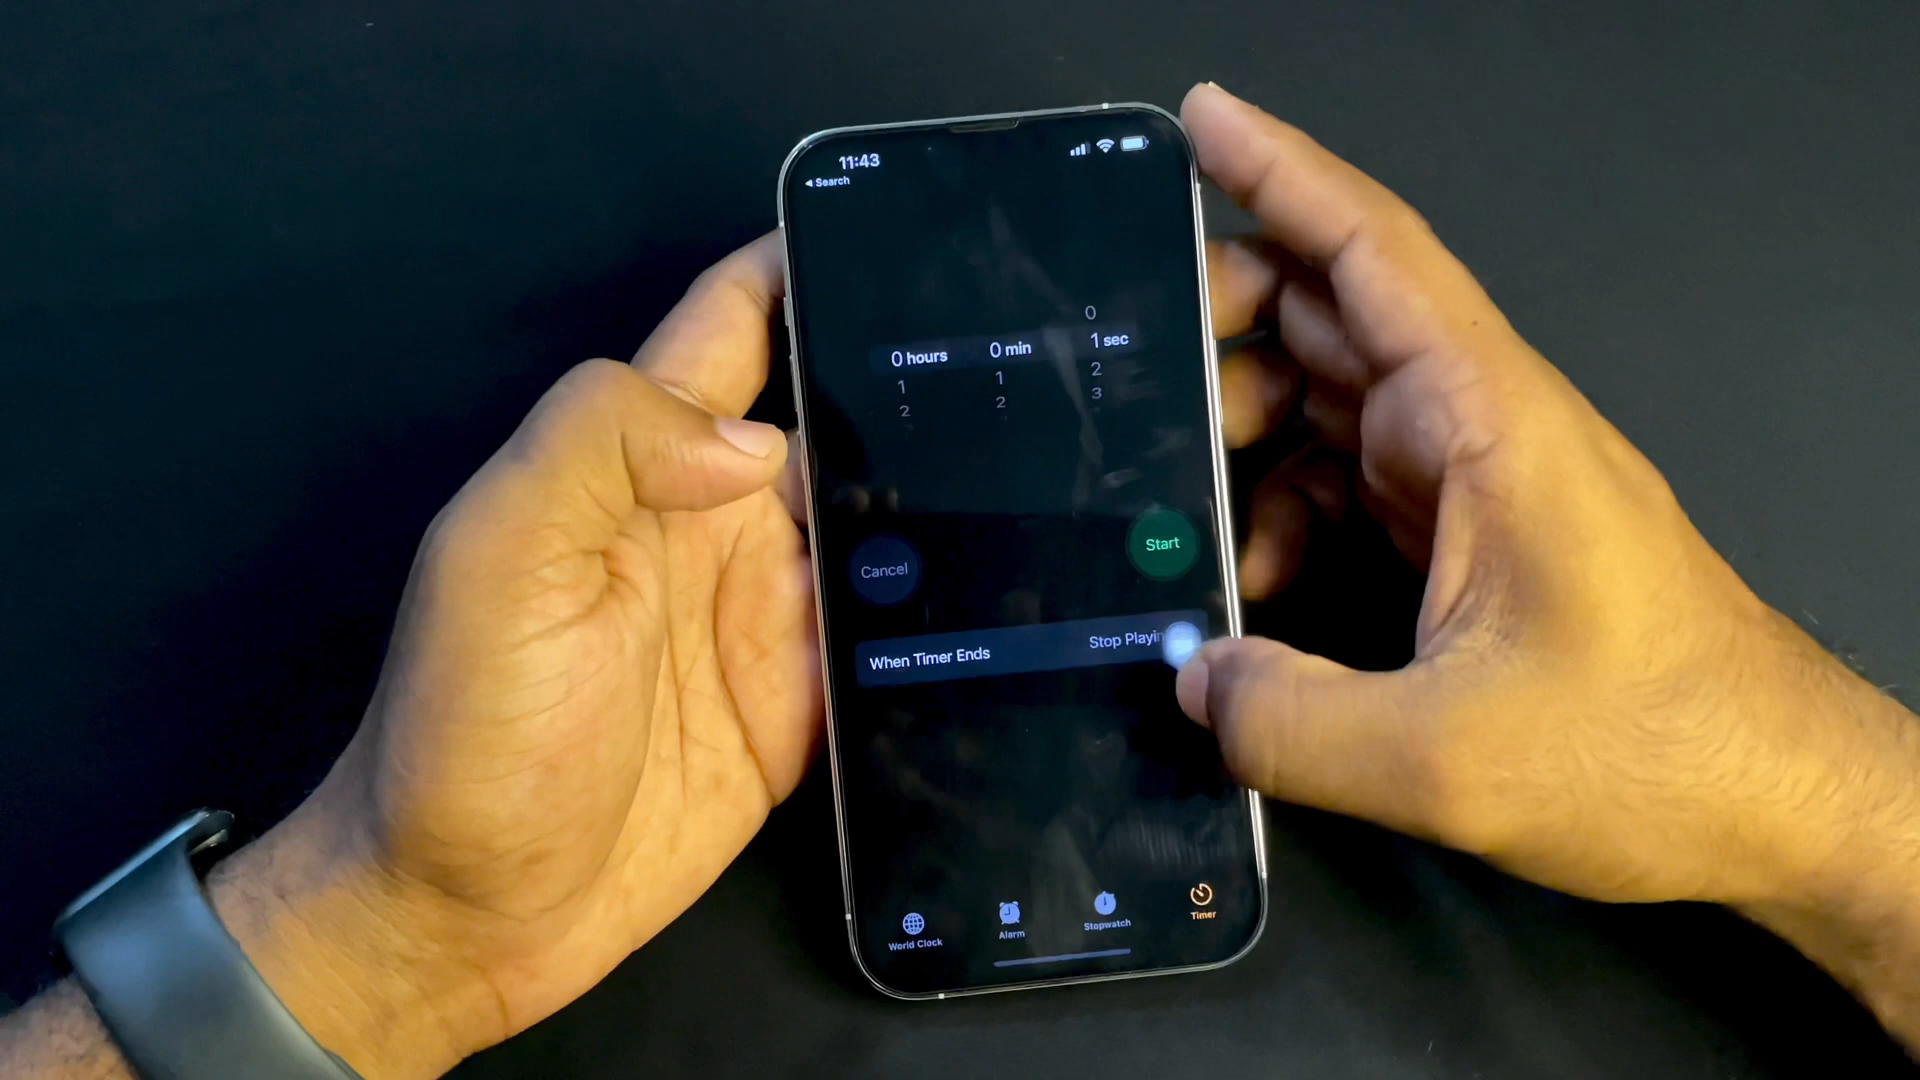 11:43
◀ Search
0
0 hours 0 min 1 sec
1 1 2
2 2 3
Cancel Start
When Timer Ends Stop Playin
World Clock Alarm Stopwatch Timer